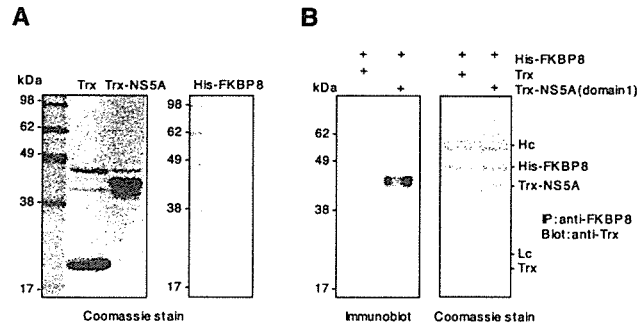 A
B
+ + + + His-FKBP8
+ + Trx
+ + Trx-NS5A(domain1)
kDa Trx Trx-NS5A His-FKBP8 kDa
98 98
62 62 62
49 49 49
38 38 38
17 17 17
Hc
His-FKBP8
Trx-NS5A
IP:anti-FKBP8
Blot:anti-Trx
Lc
Trx
Coomassie stain Immunoblot Coomassie stain